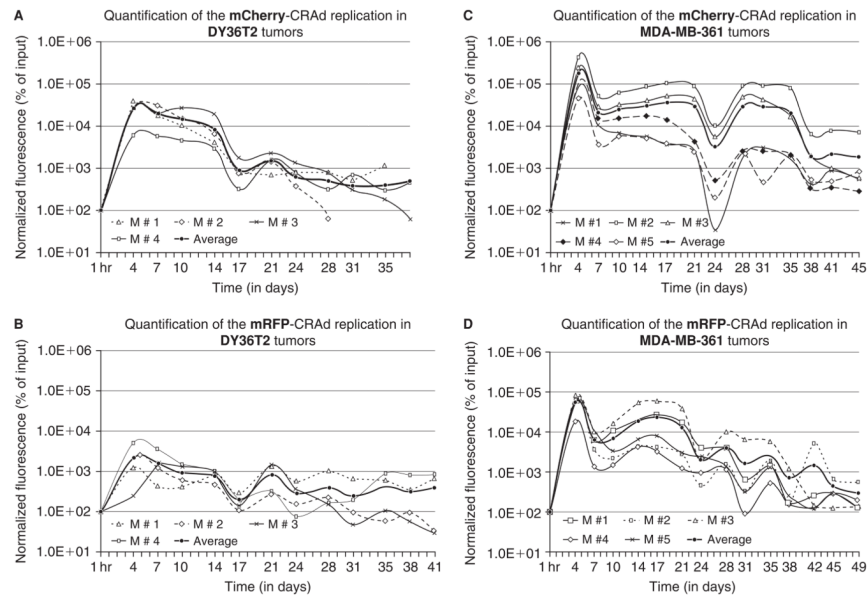 A
Quantification of the mCherry-CRAd replication in
DY36T2 tumors
Normalized fluorescence (% of input)
1.0E+06
1.0E+05
1.0E+04
1.0E+03
1.0E+02
1.0E+01
M # 1 M # 2 M # 3
M # 4 Average
1 hr 4 7 10 14 17 21 24 28 31 35
Time (in days)
B
Quantification of the mRFP-CRAd replication in
DY36T2 tumors
Normalized fluorescence (% of input)
1.0E+06
1.0E+05
1.0E+04
1.0E+03
1.0E+02
1.0E+01
M # 1 M # 2 M # 3
M # 4 Average
1 hr 4 7 10 14 17 21 24 28 31 35 38 41
Time (in days)
C
Quantification of the mCherry-CRAd replication in
MDA-MB-361 tumors
Normalized fluorescence (% of input)
1.0E+06
1.0E+05
1.0E+04
1.0E+03
1.0E+02
1.0E+01
M #1 M #2 M #3
M #4 M #5 Average
1 hr 4 7 10 14 17 21 24 28 31 35 38 41 45
Time (in days)
D
Quantification of the mRFP-CRAd replication in
MDA-MB-361 tumors
Normalized fluorescence (% of input)
1.0E+06
1.0E+05
1.0E+04
1.0E+03
1.0E+02
1.0E+01
M #1 M #2 M #3
M #4 M #5 Average
1 hr 4 7 10 14 17 21 24 28 31 35 38 42 45 49
Time (in days)